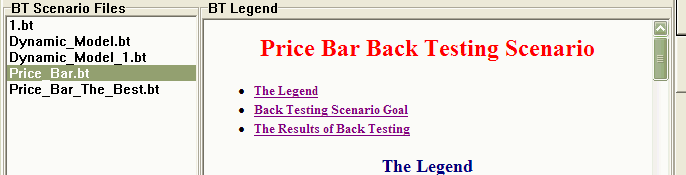 BT Scenario Files
1.bt
Dynamic_Model.bt
Dynamic_Model_1.bt
Price_Bar.bt
Price_Bar_The_Best.bt
BT Legend
Price Bar Back Testing Scenario
• The Legend
• Back Testing Scenario Goal
• The Results of Back Testing
The Legend